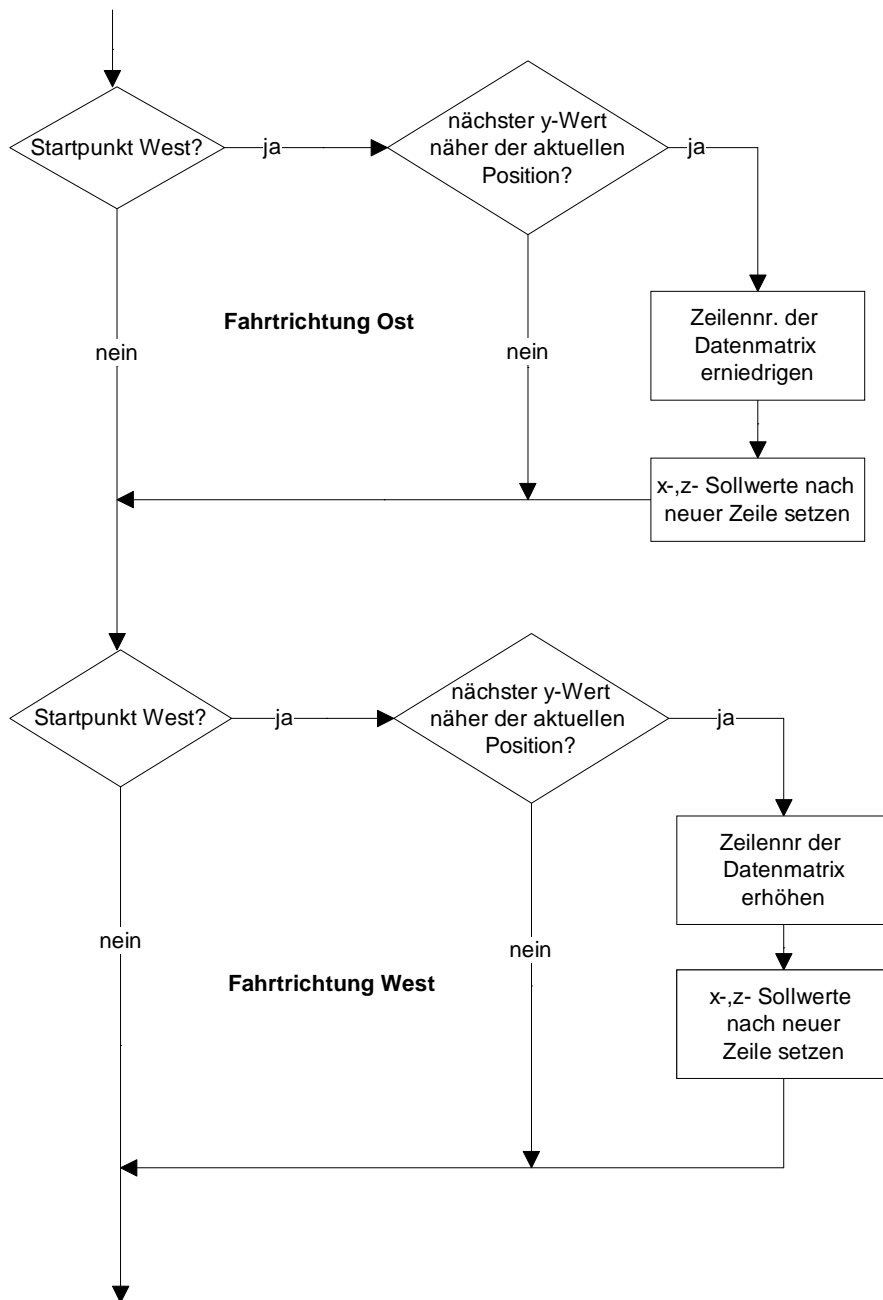 Startpunkt West?
ja
nächster y-Wert
näher der aktuellen
Position?
ja
Fahrtrichtung Ost
nein
nein
Zeilennr. der
Datenmatrix
erniedrigen
x-,z- Sollwerte nach
neuer Zeile setzen
Startpunkt West?
ja
nächster y-Wert
näher der aktuellen
Position?
ja
Zeilennr der
Datenmatrix
erhöhen
nein
nein
Fahrtrichtung West
x-,z- Sollwerte
nach neuer
Zeile setzen